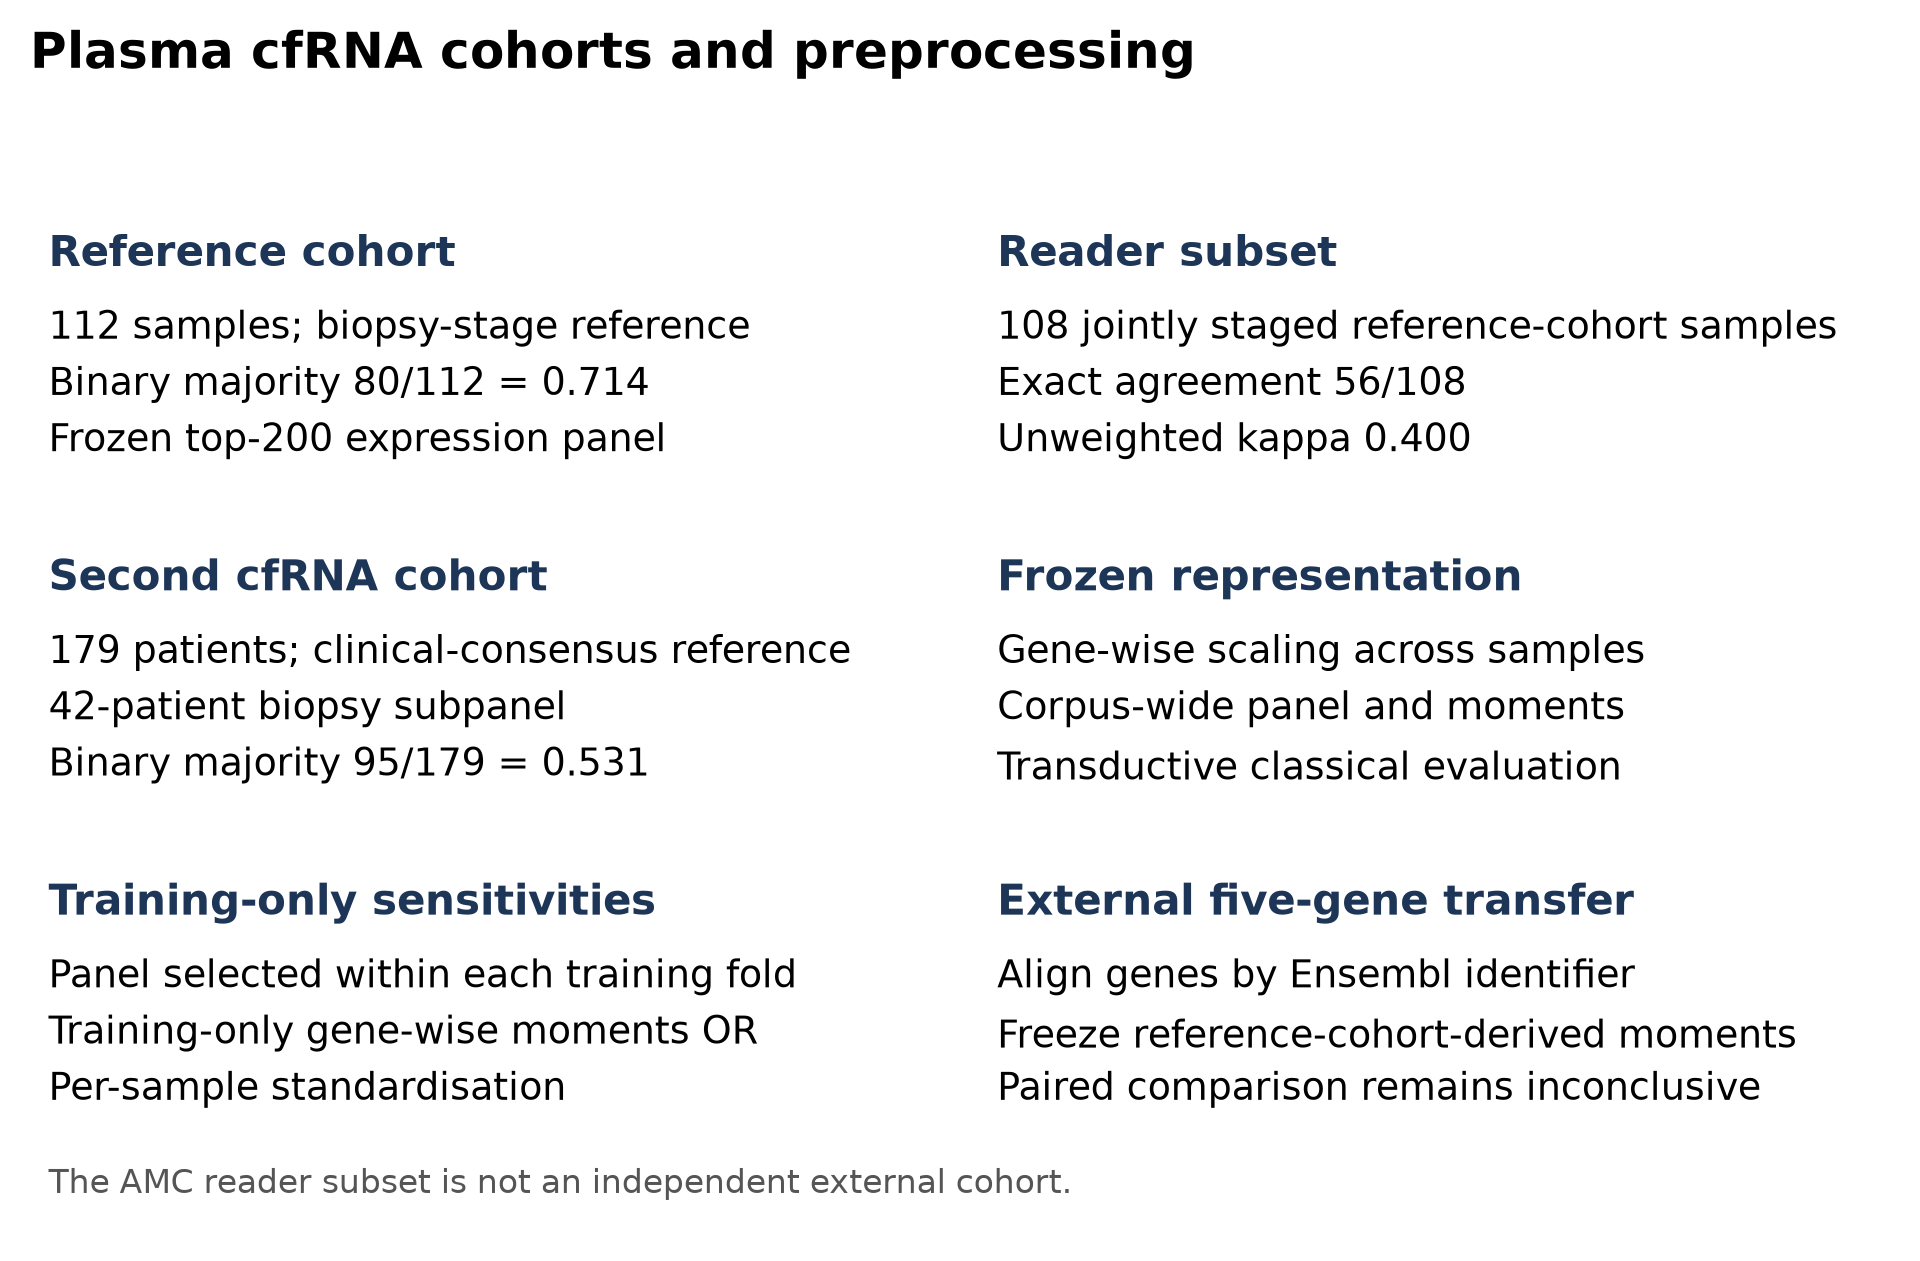 Plasma cfRNA cohorts and preprocessing
Reference cohort
112 samples; biopsy-stage reference
Binary majority 80/112 = 0.714
Frozen top-200 expression panel
Reader subset
108 jointly staged reference-cohort samples
Exact agreement 56/108
Unweighted kappa 0.400
Second cfRNA cohort
179 patients; clinical-consensus reference
42-patient biopsy subpanel
Binary majority 95/179 = 0.531
Frozen representation
Gene-wise scaling across samples
Corpus-wide panel and moments
Transductive classical evaluation
Training-only sensitivities
Panel selected within each training fold
Training-only gene-wise moments OR
Per-sample standardisation
External five-gene transfer
Align genes by Ensembl identifier
Freeze reference-cohort-derived moments
Paired comparison remains inconclusive
The AMC reader subset is not an independent external cohort.